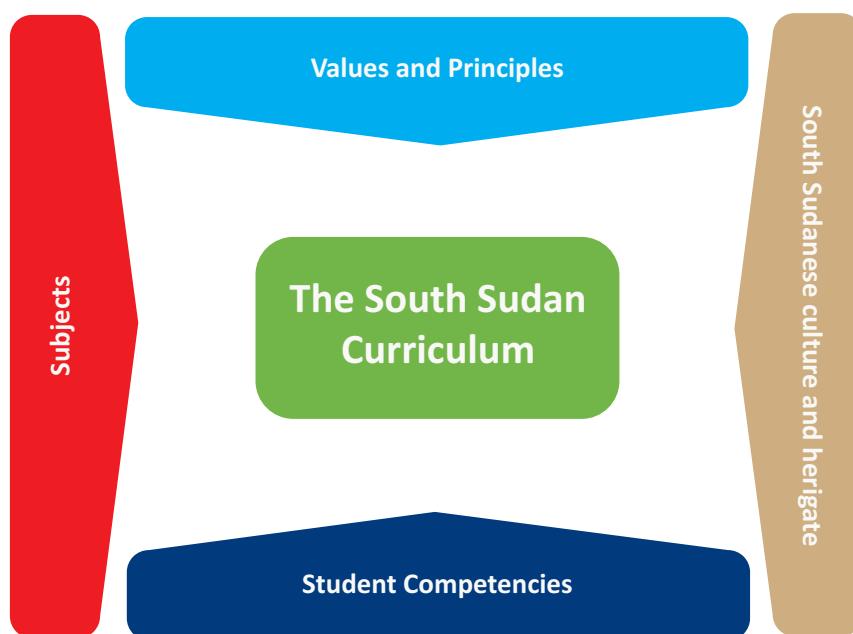 Values and Principles
Subjects
The South Sudan
Curriculum
South Sudanese culture and herigate
Student Competencies